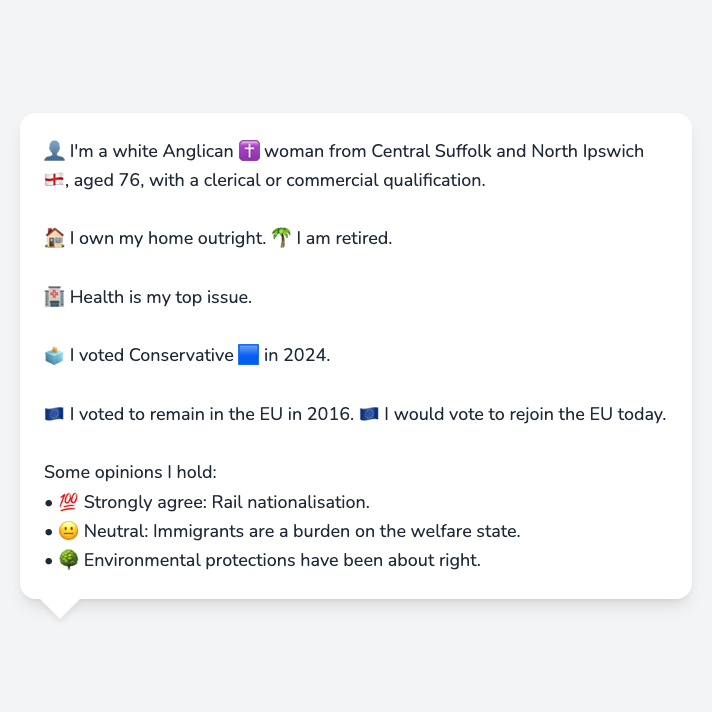 👤 I'm a white Anglican ✝️ woman from Central Suffolk and North Ipswich
🏴󠁧󠁢󠁥󠁮󠁧󠁿, aged 76, with a clerical or commercial qualification.
🏠 I own my home outright. 🌴 I am retired.
🏥 Health is my top issue.
🗳️ I voted Conservative 🟦 in 2024.
🇪🇺 I voted to remain in the EU in 2016. 🇪🇺 I would vote to rejoin the EU today.
Some opinions I hold:
• 💯 Strongly agree: Rail nationalisation.
• 😐 Neutral: Immigrants are a burden on the welfare state.
• 🌳 Environmental protections have been about right.